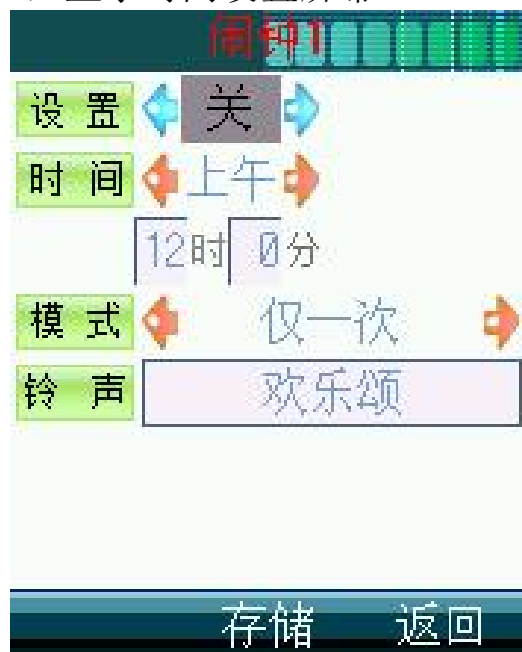 闹钟1
设置 关
时间 上午
12时 0分
模式 仅一次
铃声 欢乐颂
存储 返回